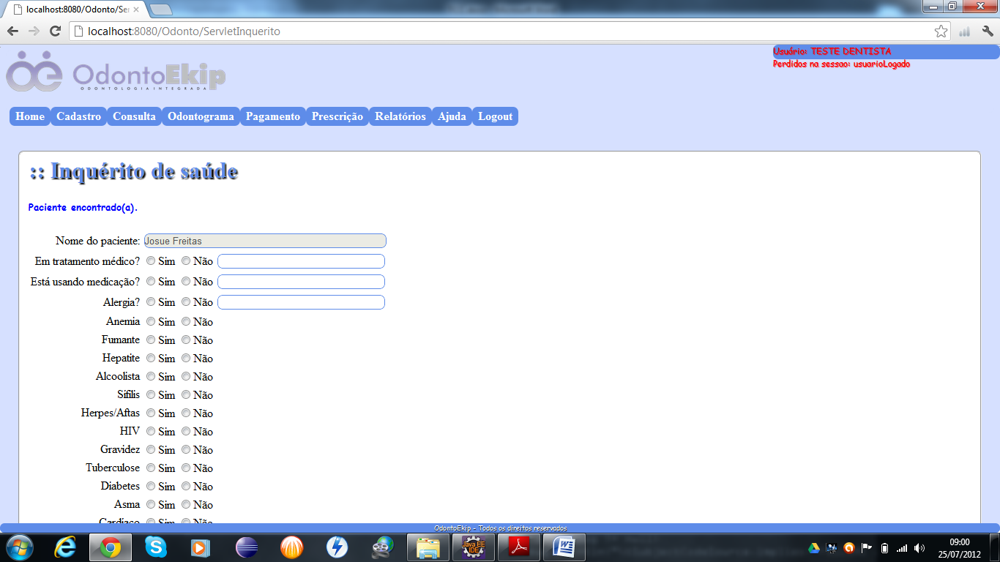 localhost:8080/Odonto/Se
localhost:8080/Odonto/ServletInquerito
OdontoEkip
ODONTOLOGIA INTEGRADA
Usuário: TESTE DENTISTA
Perdidos na sessao: usuarioLogado
Home Cadastro Consulta Odontograma Pagamento Prescrição Relatórios Ajuda Logout
:: Inquérito de saúde
Paciente encontrado(a).
Nome do paciente: Josue Freitas
Em tratamento médico? Sim Não
Está usando medicação? Sim Não
Alergia? Sim Não
Anemia Sim Não
Fumante Sim Não
Hepatite Sim Não
Alcoolista Sim Não
Sífilis Sim Não
Herpes/Aftas Sim Não
HIV Sim Não
Gravidez Sim Não
Tuberculose Sim Não
Diabetes Sim Não
Asma Sim Não
Cardíaco Sim Não
OdontoEkip - Todos os direitos reservados
Java EE
IDE
09:00
25/07/2012